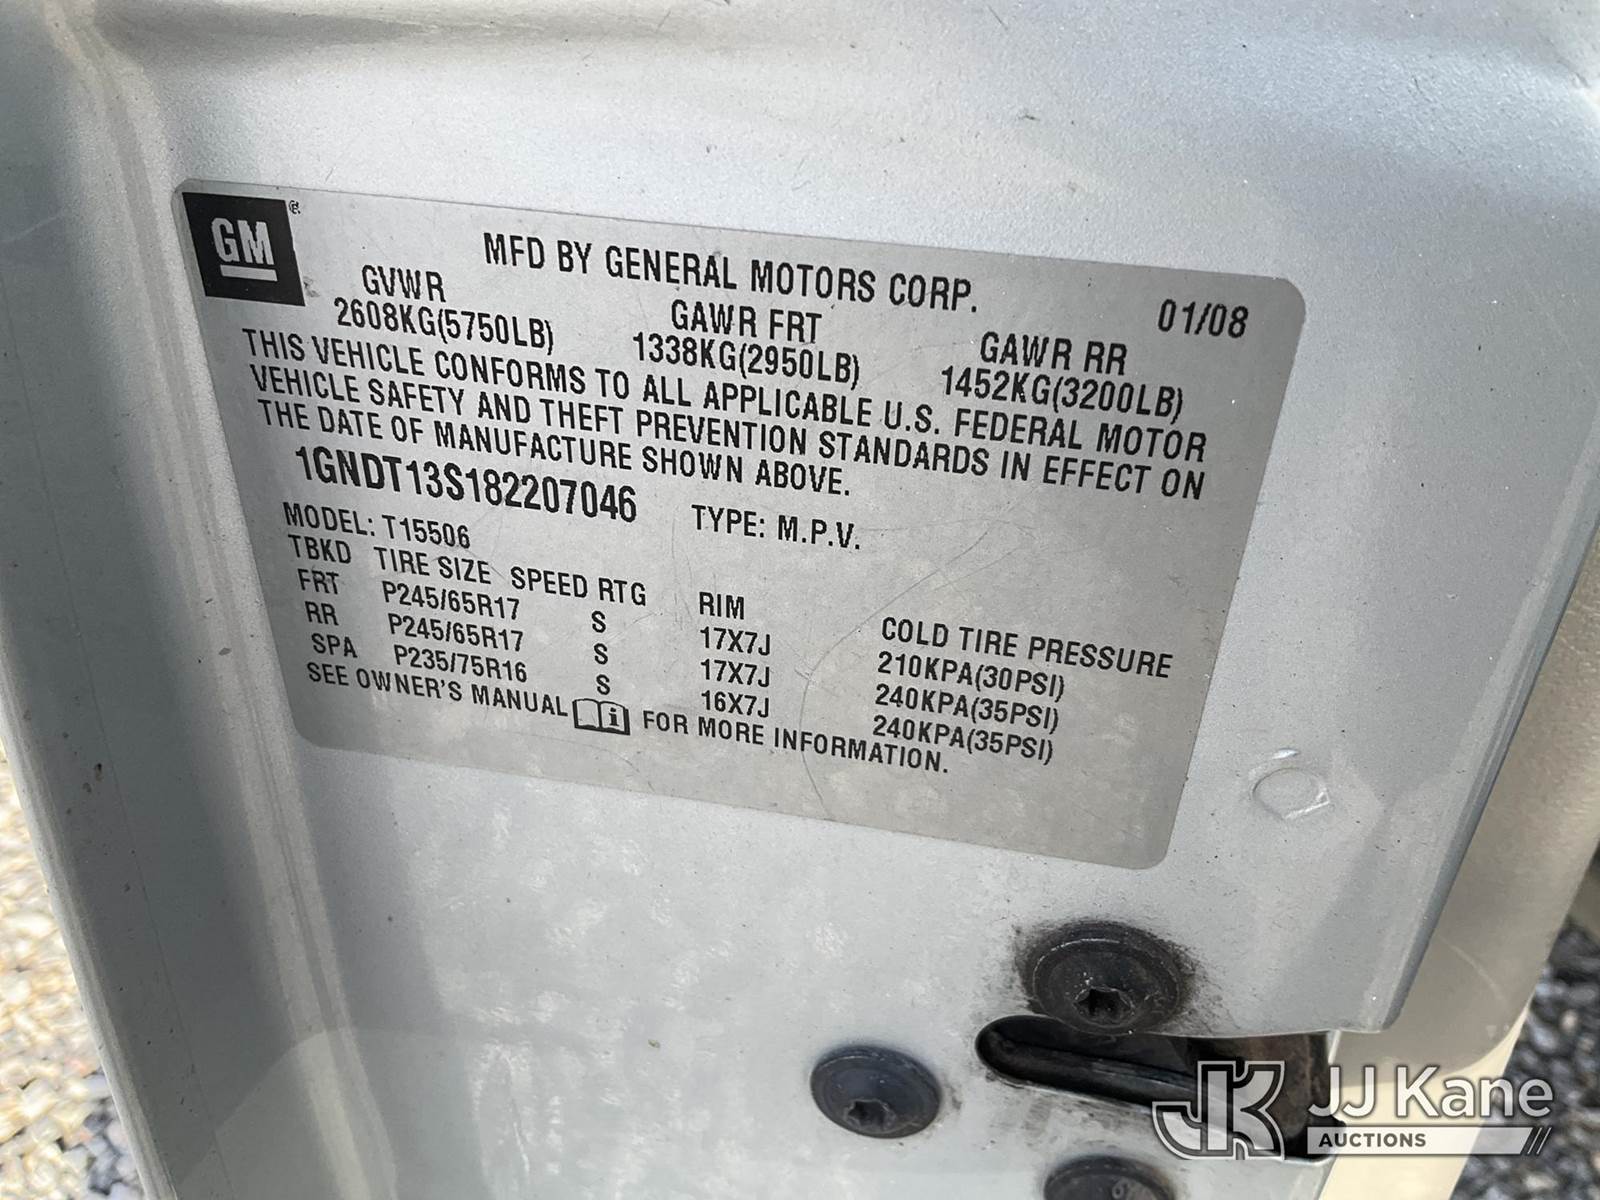 GM
MFD BY GENERAL MOTORS CORP.
01/08
GVWR
GAWR FRT
GAWR RR
2608KG(5750LB)
1338KG(2950LB)
1452KG(3200LB)
THIS VEHICLE CONFORMS TO ALL APPLICABLE U.S. FEDERAL MOTOR
VEHICLE SAFETY AND THEFT PREVENTION STANDARDS IN EFFECT ON
THE DATE OF MANUFACTURE SHOWN ABOVE.
1GNDT13S182207046 TYPE: M.P.V.
MODEL: T15506
TBKD TIRE SIZE SPEED RTG RIM COLD TIRE PRESSURE
FRT P245/65R17 S 17X7J 210KPA(30PSI)
RR P245/65R17 S 17X7J 240KPA(35PSI)
SPA P235/75R16 S 16X7J 240KPA(35PSI)
SEE OWNER'S MANUAL i FOR MORE INFORMATION.
JK JJ Kane
AUCTIONS